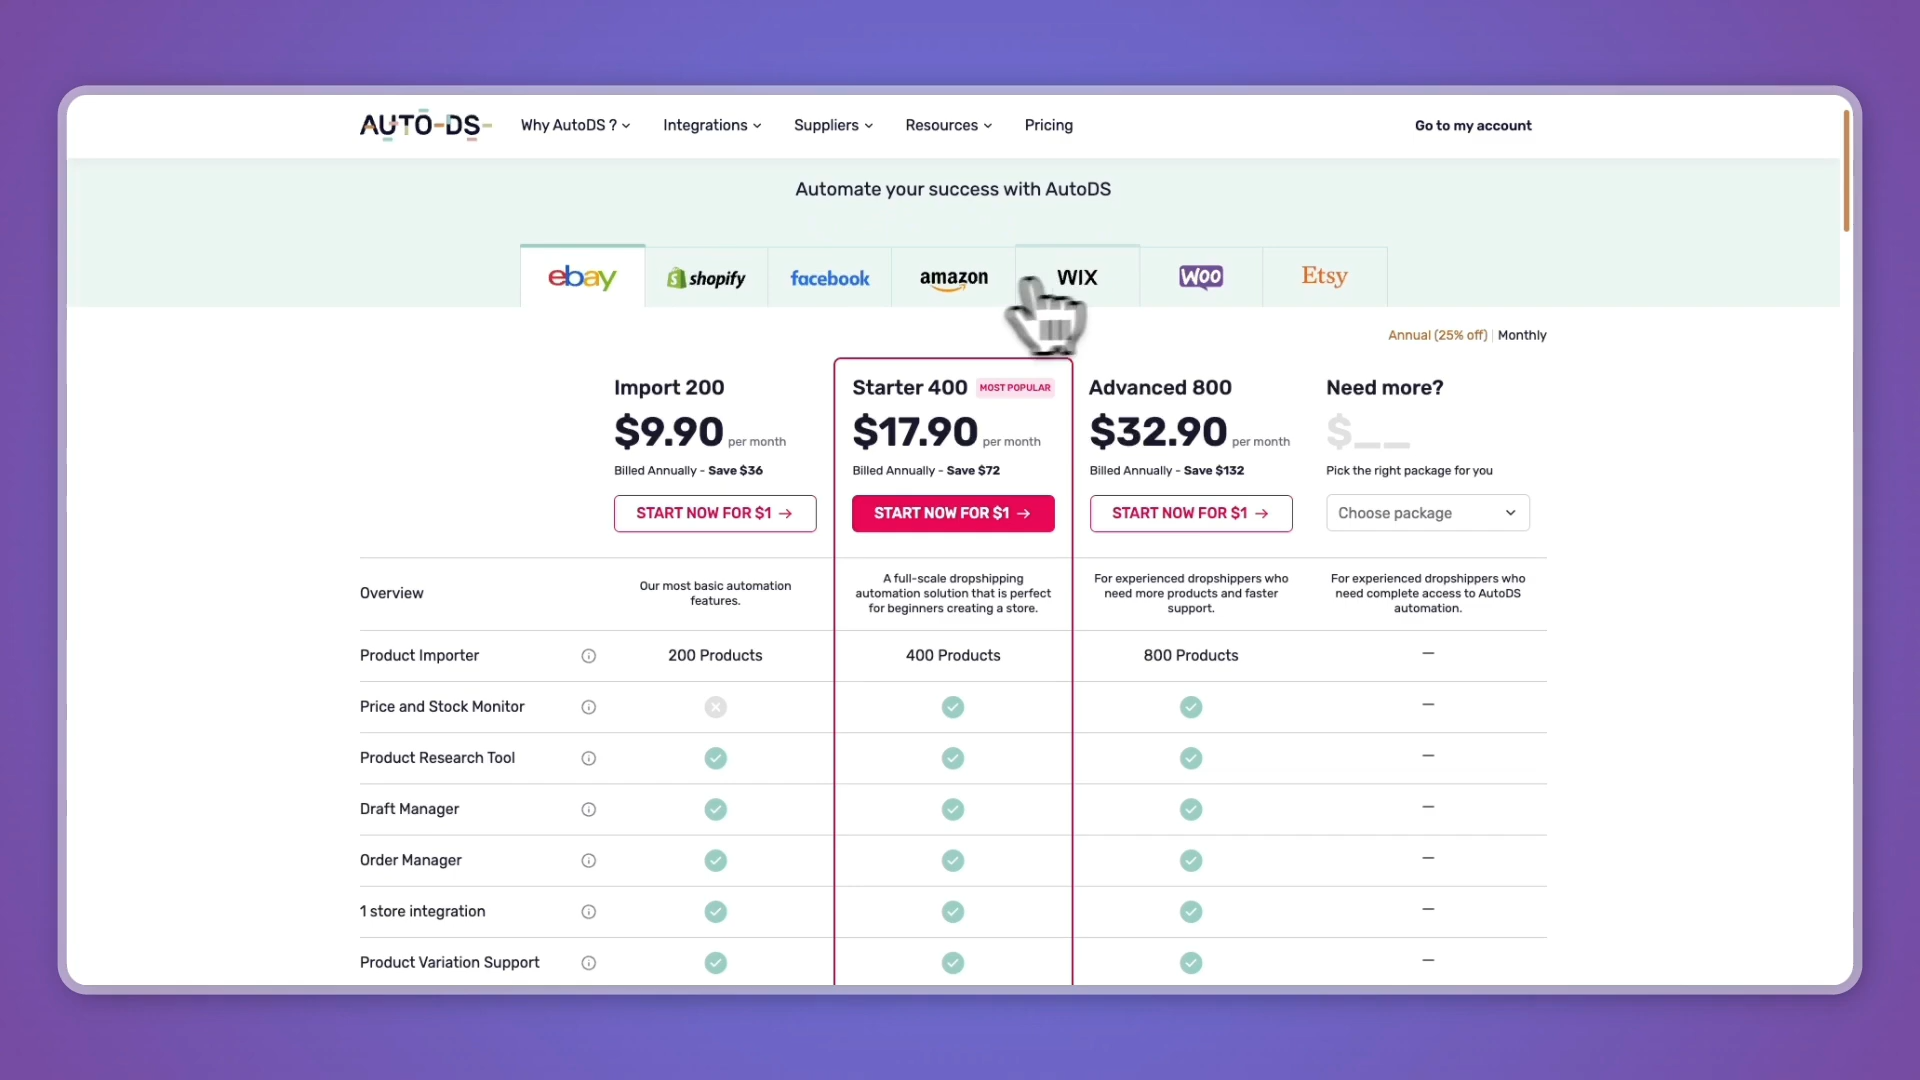 AUTO-DS-
Why AutoDS ?
Integrations
Suppliers
Resources
Pricing
Go to my account
Automate your success with AutoDS
ebay
shopify
facebook
amazon
WIX
WOO
Etsy
Annual (25% off) | Monthly
Import 200
$9.90 per month
Billed Annually - Save $36
START NOW FOR $1 →
Starter 400 MOST POPULAR
$17.90 per month
Billed Annually - Save $72
START NOW FOR $1 →
Advanced 800
$32.90 per month
Billed Annually - Save $132
START NOW FOR $1 →
Need more?
$__
Pick the right package for you
Choose package
Overview
Our most basic automation
features.
A full-scale dropshipping
automation solution that is perfect
for beginners creating a store.
For experienced dropshippers who
need more products and faster
support.
For experienced dropshippers who
need complete access to AutoDS
automation.
Product Importer 200 Products 400 Products 800 Products —
Price and Stock Monitor —
Product Research Tool —
Draft Manager —
Order Manager —
1 store integration —
Product Variation Support —